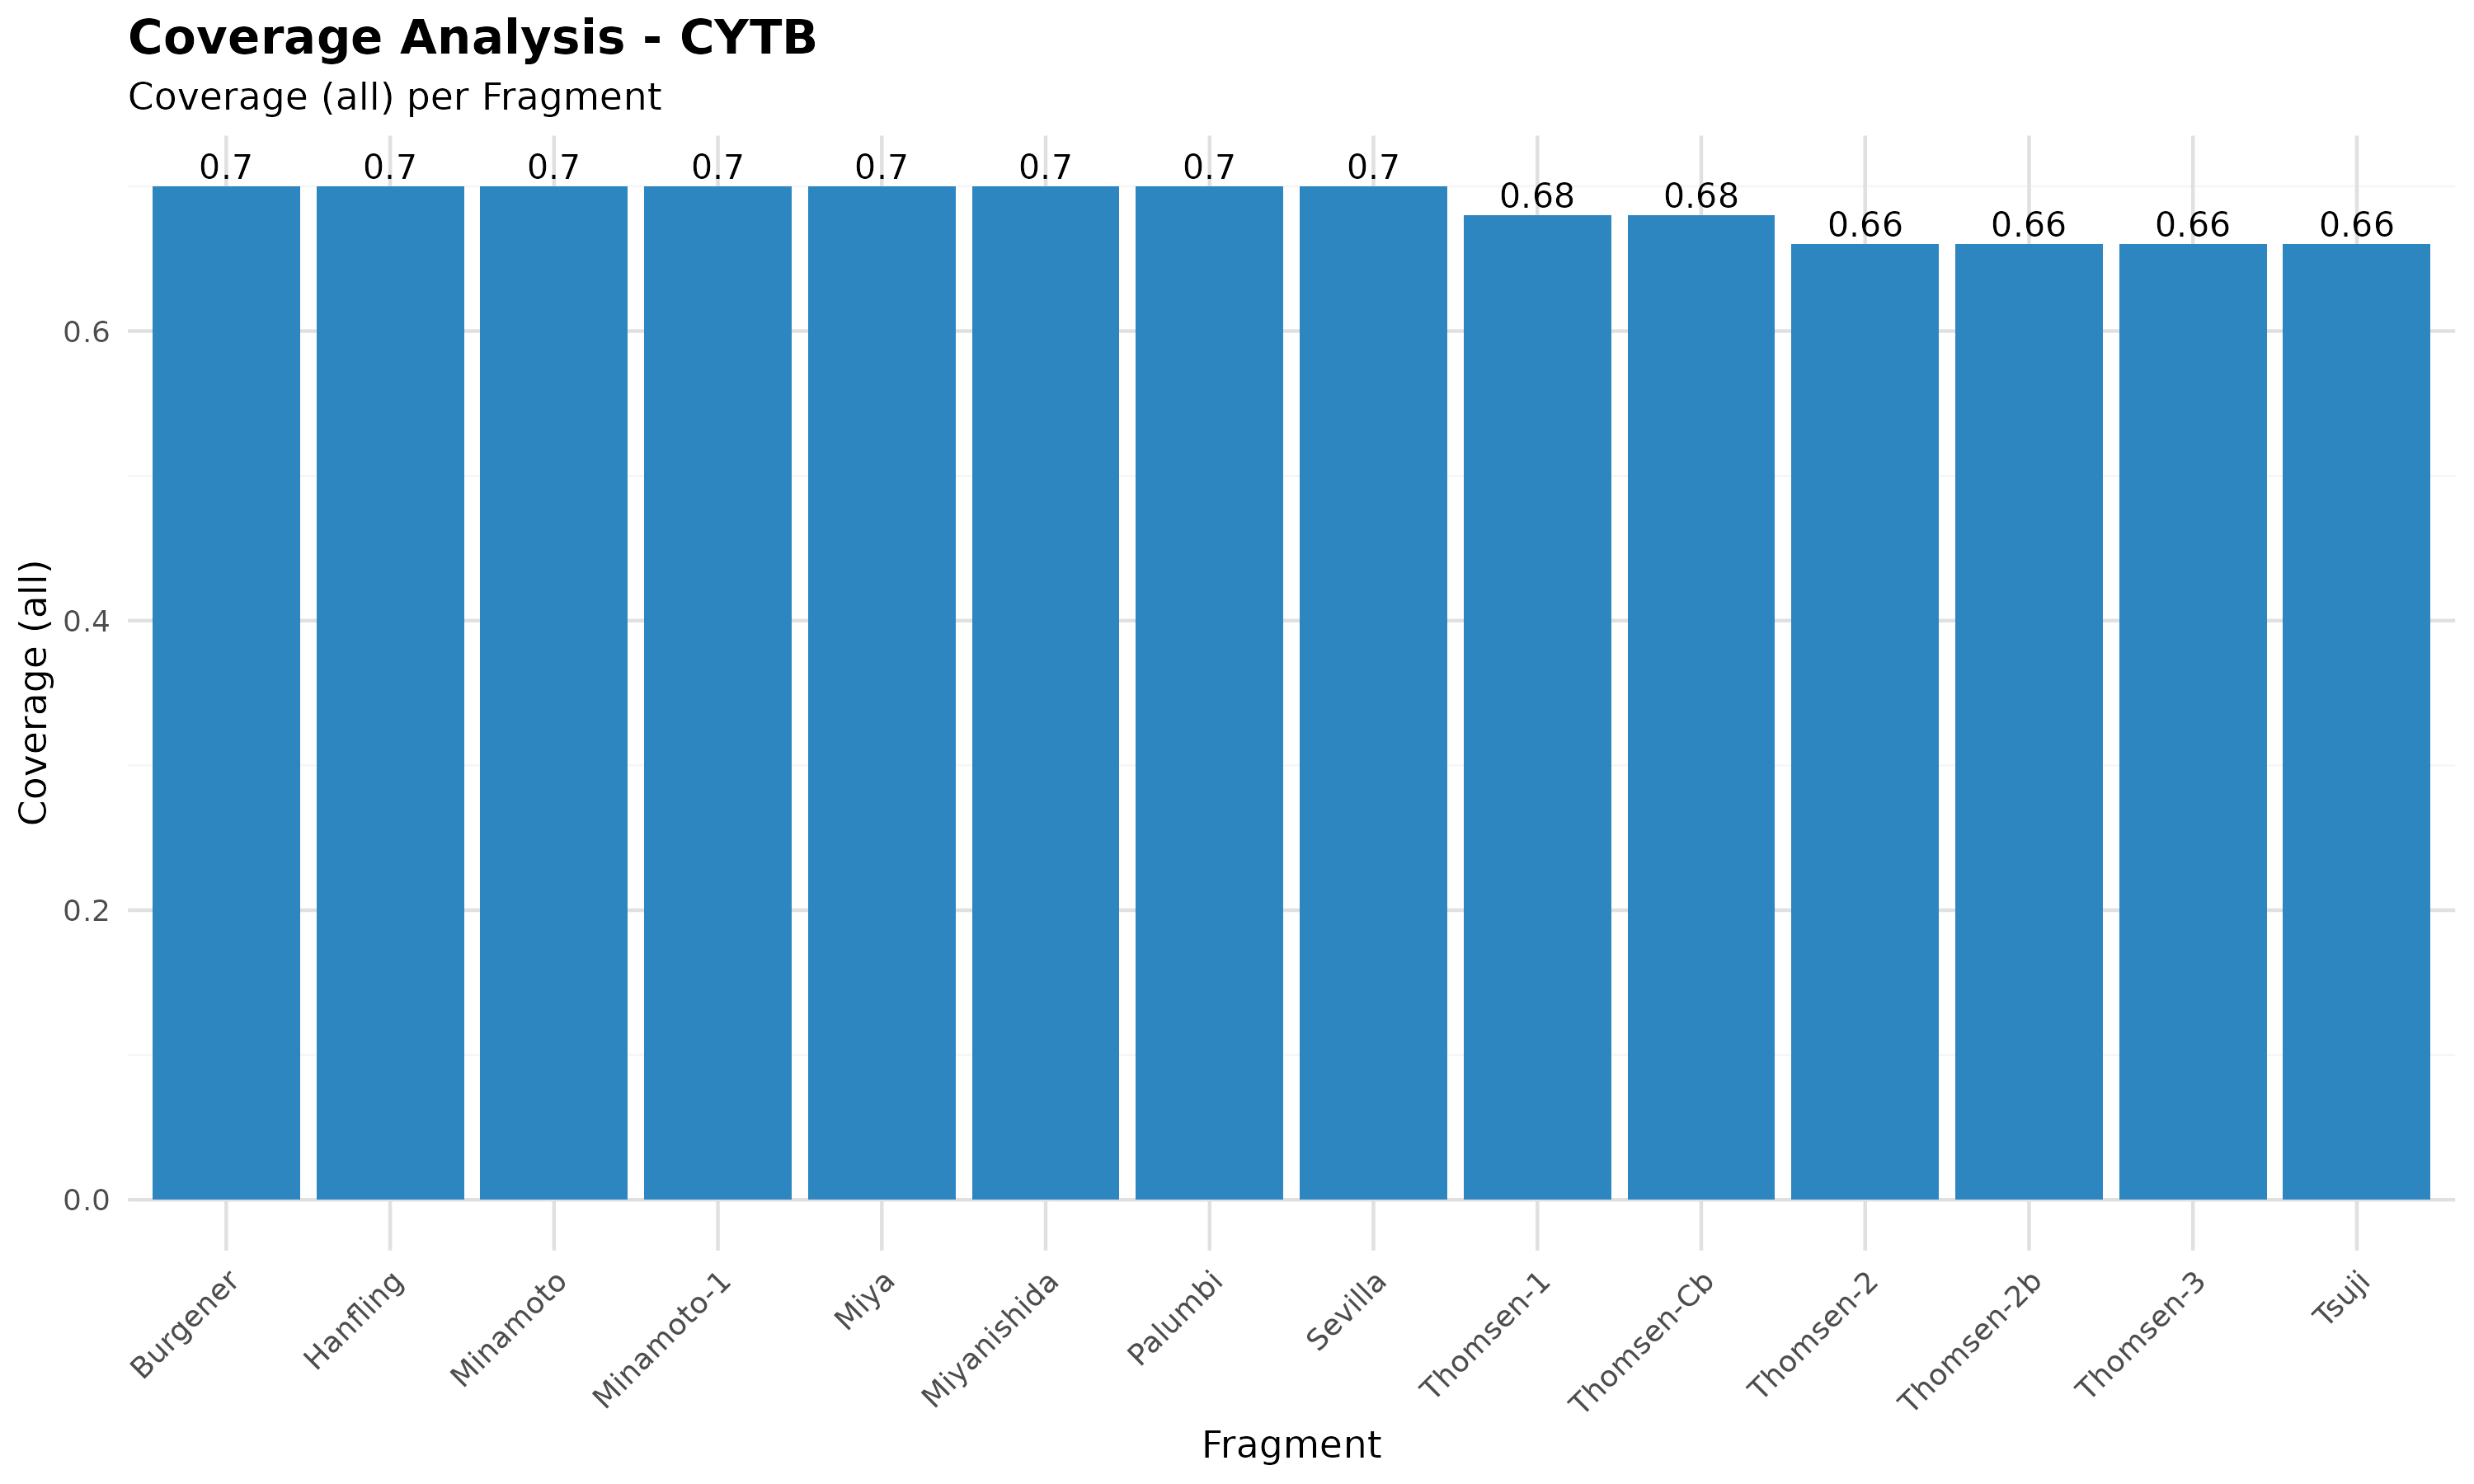 Coverage Analysis - CYTB
Coverage (all) per Fragment
0.7 0.7 0.7 0.7 0.7 0.7 0.7 0.7 0.68 0.68 0.66 0.66 0.66 0.66
0.6
0.4
0.2
0.0
Coverage (all)
Burgener Hanfling Minamoto Minamoto-1 Miya Miyanishida Palumbi Sevilla Thomsen-1 Thomsen-Cb Thomsen-2 Thomsen-2b Thomsen-3 Tsuji
Fragment